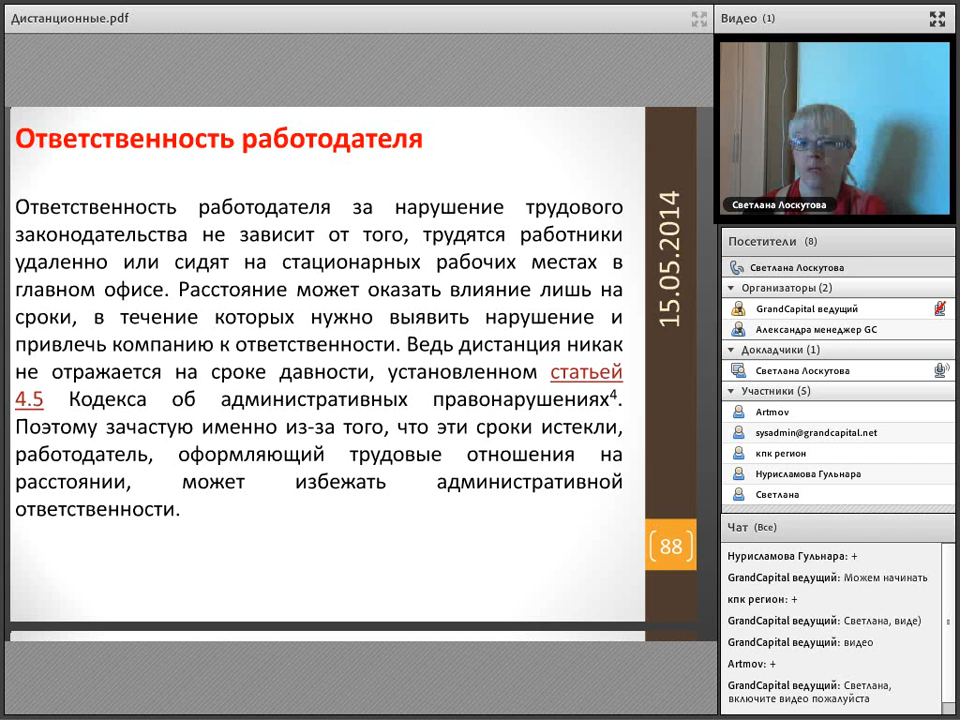 Дистанционные.pdf
Ответственность работодателя
Ответственность работодателя за нарушение трудового
законодательства не зависит от того, трудятся работники
удаленно или сидят на стационарных рабочих местах в
главном офисе. Расстояние может оказать влияние лишь на
сроки, в течение которых нужно выявить нарушение и
привлечь компанию к ответственности. Ведь дистанция никак
не отражается на сроке давности, установленном статьей
4.5 Кодекса об административных правонарушениях⁴.
Поэтому зачастую именно из-за того, что эти сроки истекли,
работодатель, оформляющий трудовые отношения на
расстоянии, может избежать административной
ответственности.
15.05.2014
88
Видео (1)
Светлана Лоскутова
Посетители (8)
Светлана Лоскутова
Организаторы (2)
GrandCapital ведущий
Александра менеджер GC
Докладчики (1)
Светлана Лоскутова
Участники (5)
Artmov
sysadmin@grandcapital.net
кпк регион
Нурисламова Гульнара
Светлана
Чат (Все)
Нурисламова Гульнара: +
GrandCapital ведущий: Можем начинать
кпк регион: +
GrandCapital ведущий: Светлана, виде)
GrandCapital ведущий: видео
Artmov: +
GrandCapital ведущий: Светлана,
включите видео пожалуйста